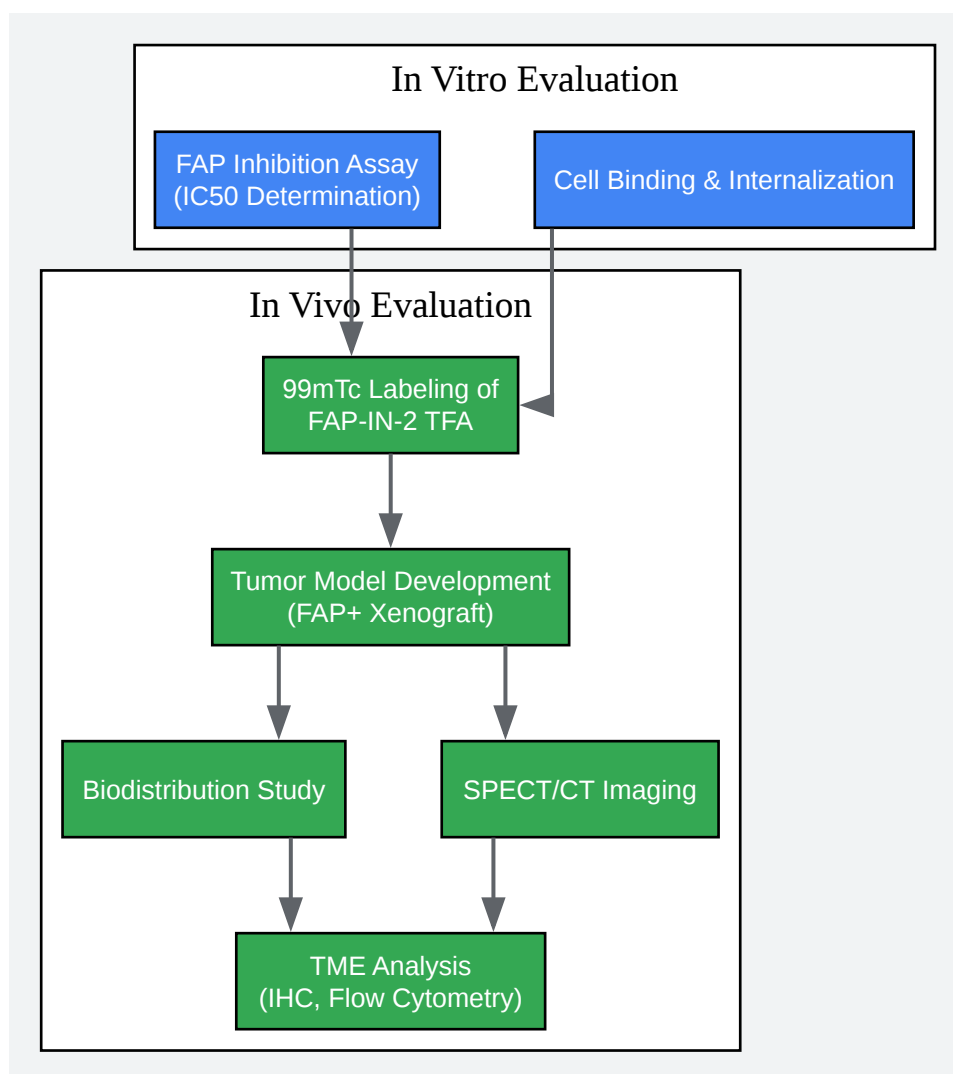 In Vitro Evaluation
FAP Inhibition Assay
(IC50 Determination)
Cell Binding & Internalization
In Vivo Evaluation
99mTc Labeling of
FAP-IN-2 TFA
Tumor Model Development
(FAP+ Xenograft)
Biodistribution Study
SPECT/CT Imaging
TME Analysis
(IHC, Flow Cytometry)